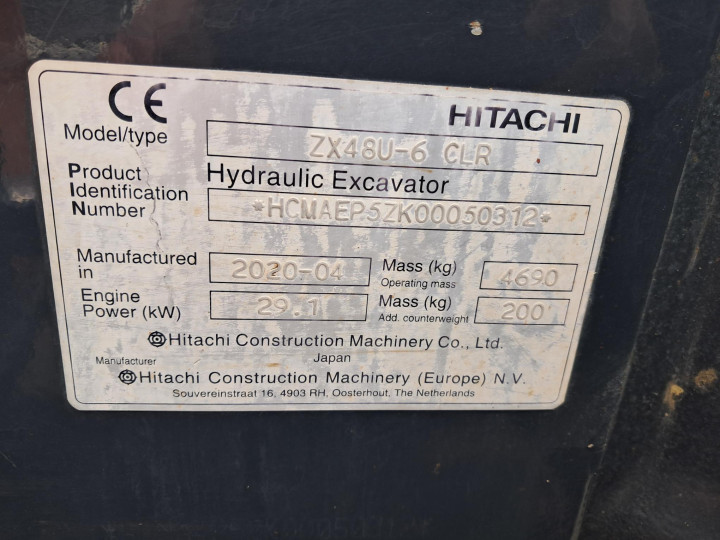 CE HITACHI
Model/type ZX48U-6 CLR
Product Hydraulic Excavator
Identification
Number *HCMAEP5ZK00050312*
Manufactured in 2020-04 Mass (kg) Operating mass 4690
Engine Power (kW) 29.1 Mass (kg) Add. counterweight 200
Hitachi Construction Machinery Co., Ltd.
Japan
Manufacturer
Hitachi Construction Machinery (Europe) N.V.
Souvereinstraat 16, 4903 RH, Oosterhout, The Netherlands